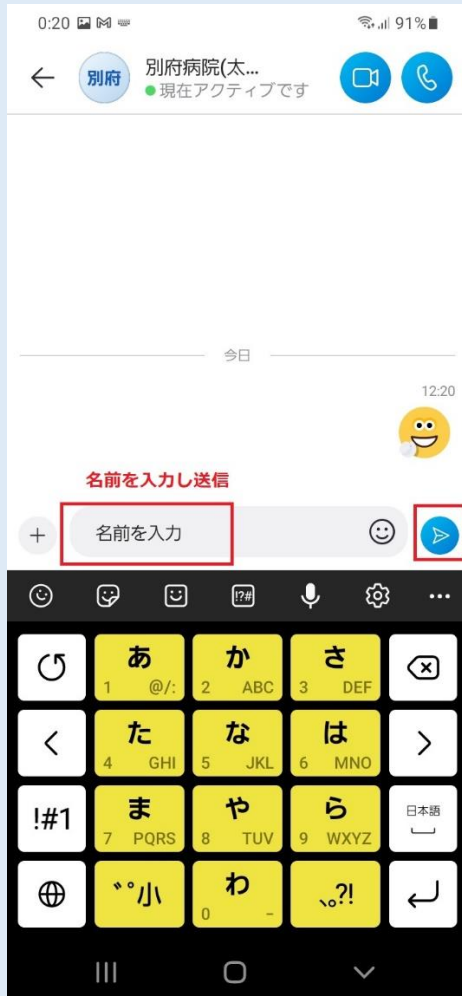 0:20 91%
別府 別府病院(太...
現在アクティブです
今日
12:20
名前を入力し送信
名前を入力
!?#
あ か さ
1 @/: 2 ABC 3 DEF
た な は
4 GHI 5 JKL 6 MNO
!#1 ま や ら 日本語
7 PQRS 8 TUV 9 WXYZ
゛゜小 わ 、。?!
0 -